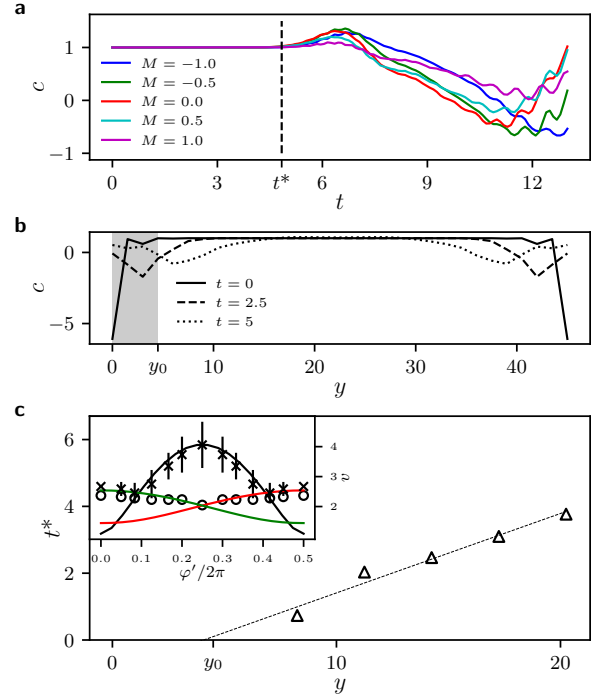 a
1
0
−1
c
M = −1.0
M = −0.5
M = 0.0
M = 0.5
M = 1.0
0 3 t* 6 9 12
t
b
0
−5
c
t = 0
t = 2.5
t = 5
0 y₀ 10 20 30 40
y
c
6
4
2
0
t*
4
3
2
v
0.0 0.1 0.2 0.3 0.4 0.5
φ′/2π
0 y₀ 10 20
y